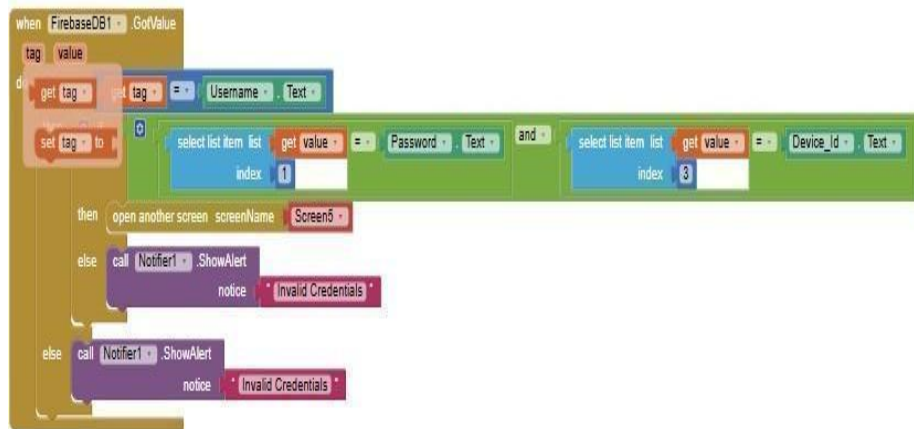 when FirebaseDB1 .GotValue
tag value
do get tag get tag = Username . Text
set tag to select list item list get value = Password . Text and select list item list get value = Device_Id . Text
index 1 index 3
then open another screen screenName Screen5
else call Notifier1 .ShowAlert
notice " Invalid Credentials "
else call Notifier1 .ShowAlert
notice " Invalid Credentials "